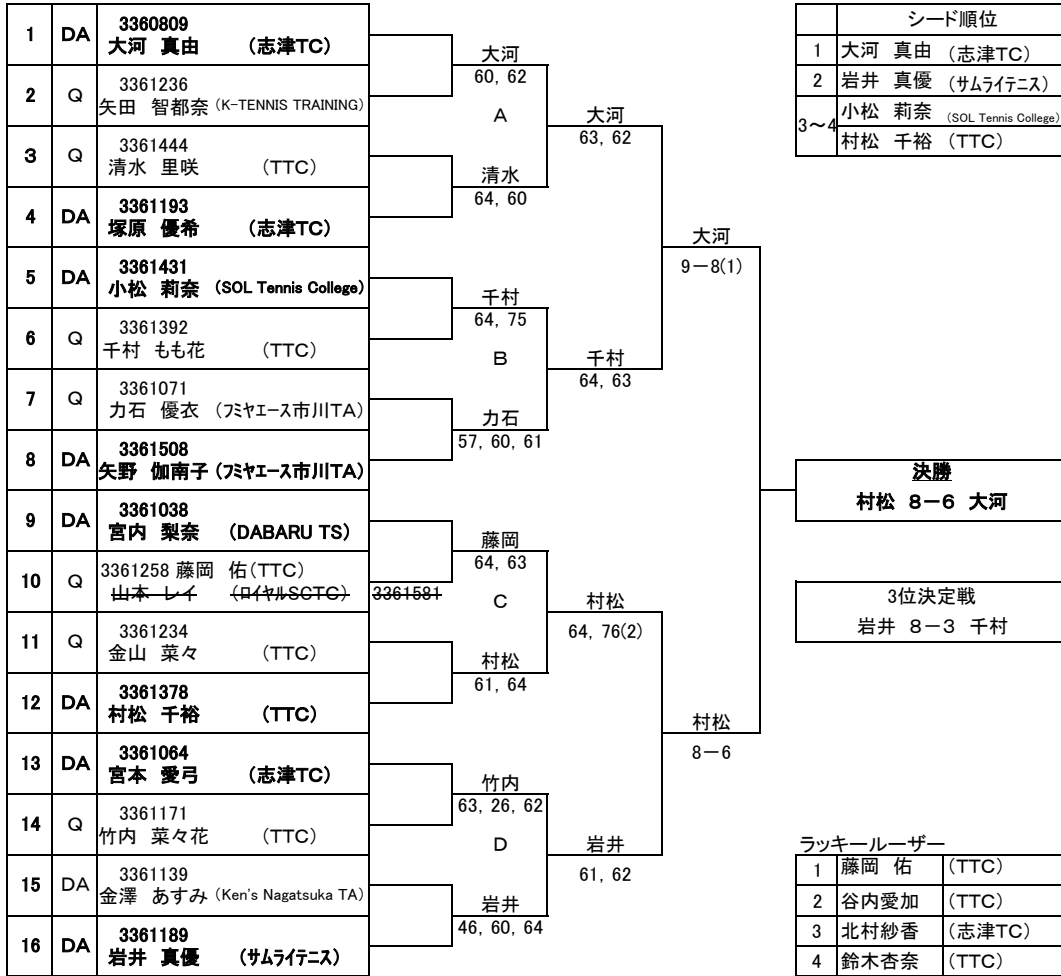 1 DA 3360809
大河 真由 (志津TC)
2 Q 3361236
矢田 智都奈 (K-TENNIS TRAINING)
3 Q 3361444
清水 里咲 (TTC)
4 DA 3361193
塚原 優希 (志津TC)
5 DA 3361431
小松 莉奈 (SOL Tennis College)
6 Q 3361392
千村 もも花 (TTC)
7 Q 3361071
力石 優衣 (フミヤエース市川TA)
8 DA 3361508
矢野 伽南子 (フミヤエース市川TA)
9 DA 3361038
宮内 梨奈 (DABARU TS)
10 Q 3361258 藤岡 佑(TTC)
山本 レイ (ロイヤルSCTC) 3361581
11 Q 3361234
金山 菜々 (TTC)
12 DA 3361378
村松 千裕 (TTC)
13 DA 3361064
宮本 愛弓 (志津TC)
14 Q 3361171
竹内 菜々花 (TTC)
15 DA 3361139
金澤 あすみ (Ken's Nagatsuka TA)
16 DA 3361189
岩井 真優 (サムライテニス)
大河
60, 62
A
清水
64, 60
千村
64, 75
B
力石
57, 60, 61
藤岡
64, 63
C
村松
61, 64
竹内
63, 26, 62
D
岩井
46, 60, 64
大河
63, 62
千村
64, 63
村松
64, 76(2)
岩井
61, 62
大河
9-8(1)
村松
8-6
シード順位
1 大河 真由 (志津TC)
2 岩井 真優 (サムライテニス)
3~4 小松 莉奈 (SOL Tennis College)
村松 千裕 (TTC)
決勝
村松 8-6 大河
3位決定戦
岩井 8-3 千村
ラッキールーザー
1 藤岡 佑 (TTC)
2 谷内愛加 (TTC)
3 北村紗香 (志津TC)
4 鈴木杏奈 (TTC)